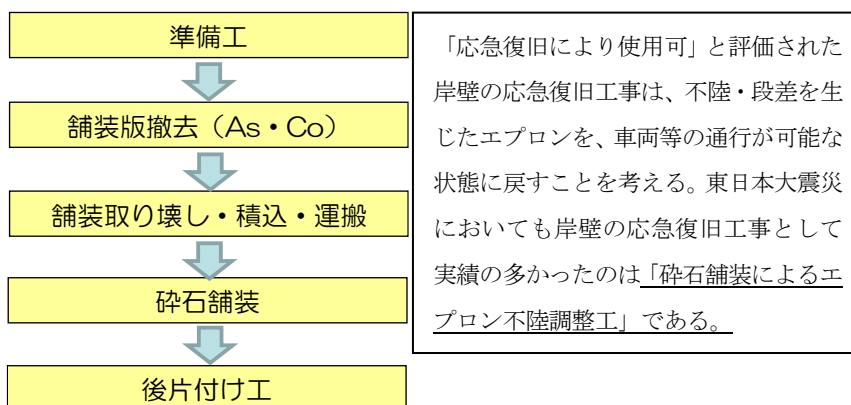 準備工
舗装版撤去（As・Co）
舗装取り壊し・積込・運搬
砕石舗装
後片付け工
「応急復旧により使用可」と評価された
岸壁の応急復旧工事は、不陸・段差を生
じたエプロンを、車両等の通行が可能な
状態に戻すことを考える。東日本大震災
においても岸壁の応急復旧工事として
実績の多かったのは「砕石舗装によるエ
プロン不陸調整工」である。